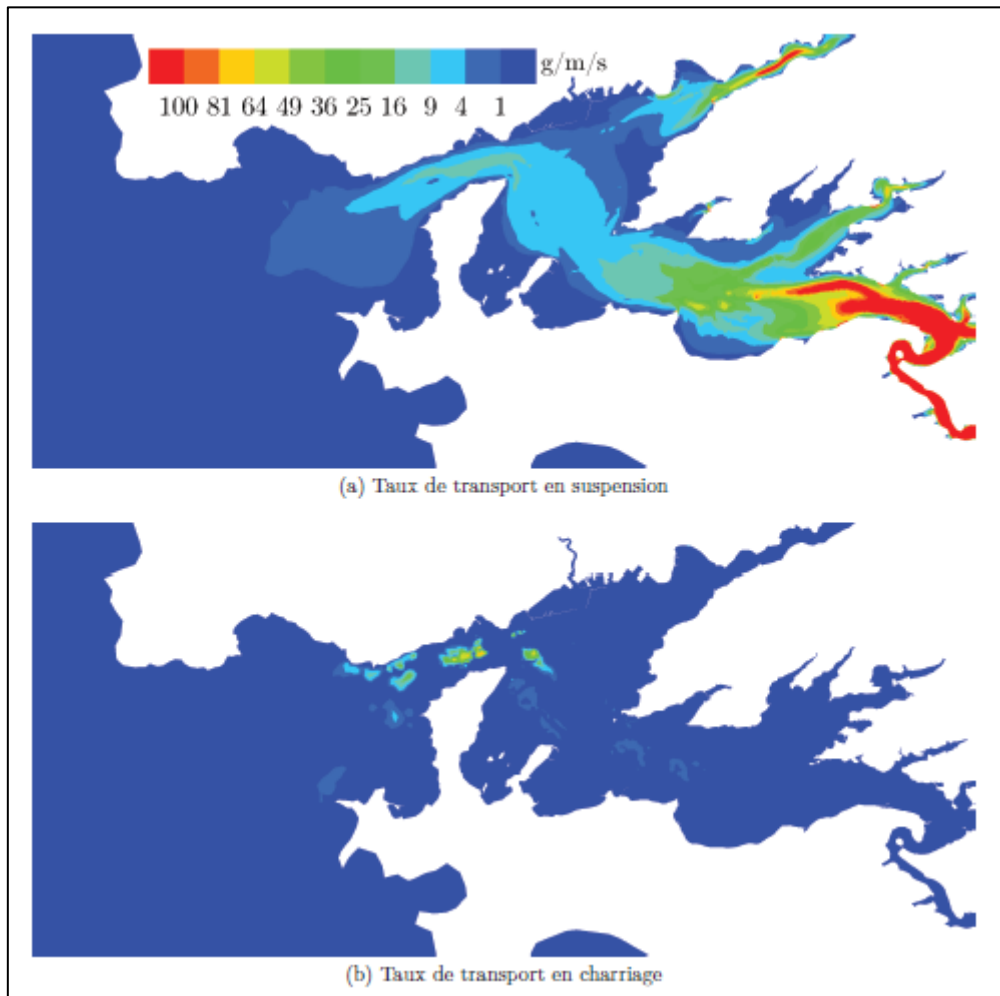 g/m/s
100 81 64 49 36 25 16 9 4 1
(a) Taux de transport en suspension
(b) Taux de transport en charriage